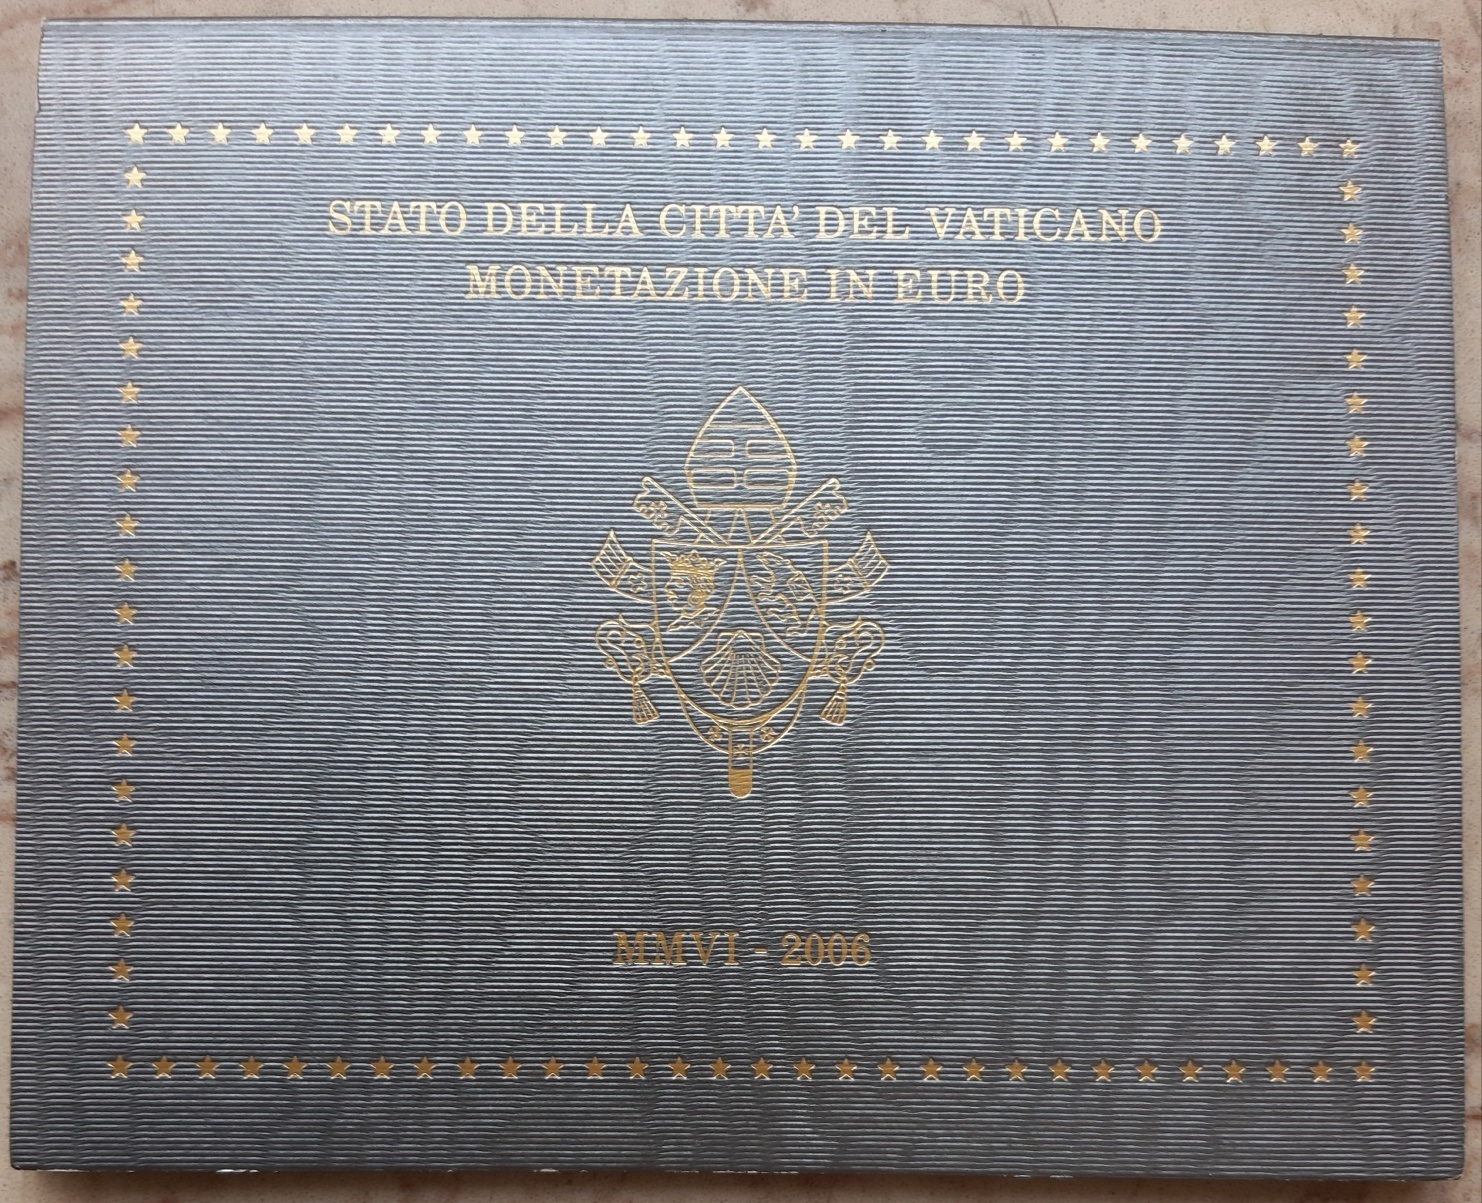 STATO DELLA CITTA' DEL VATICANO
MONETAZIONE IN EURO
MMVI - 2006